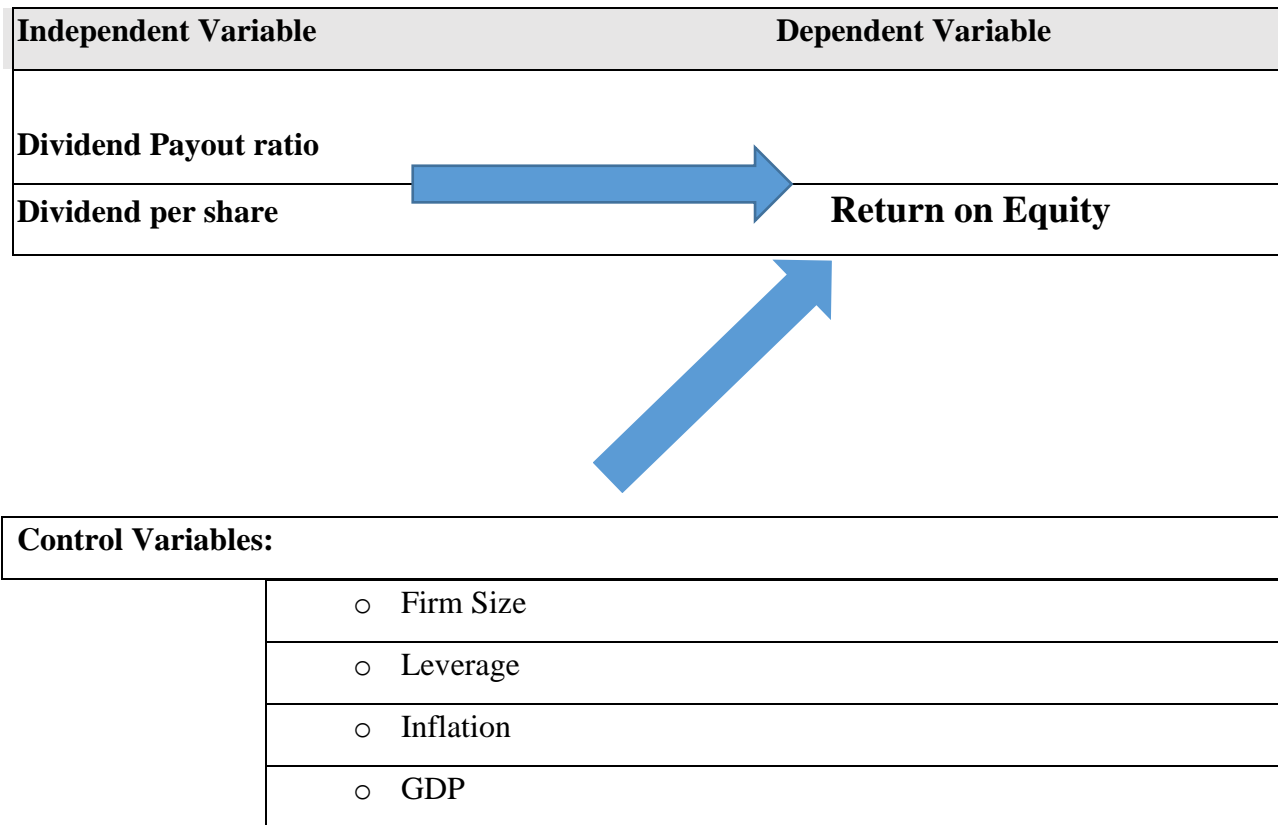 Independent Variable Dependent Variable
Dividend Payout ratio
Dividend per share Return on Equity
Control Variables:
o Firm Size
o Leverage
o Inflation
o GDP